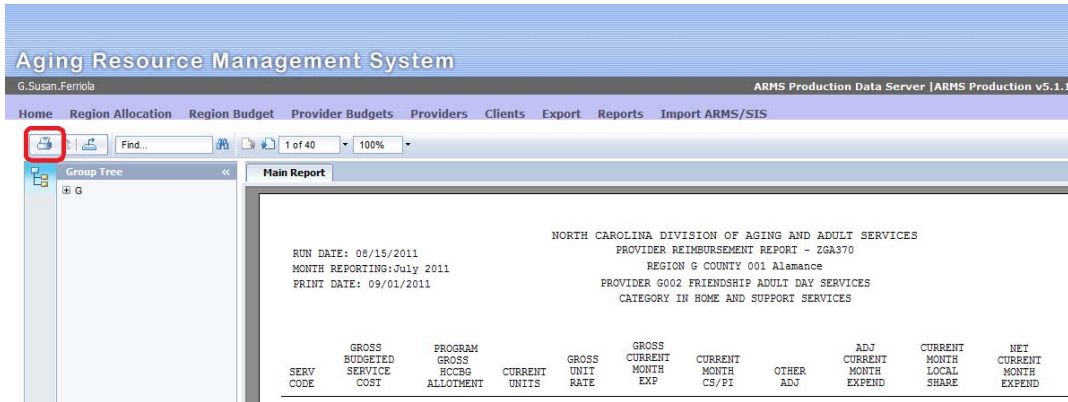 Aging Resource Management System
G.Susan.Ferriola ARMS Production Data Server |ARMS Production v5.1.1
Home Region Allocation Region Budget Provider Budgets Providers Clients Export Reports Import ARMS/SIS
Find... 1 of 40 100%
Group Tree « Main Report
G
NORTH CAROLINA DIVISION OF AGING AND ADULT SERVICES
RUN DATE: 08/15/2011 PROVIDER REIMBURSEMENT REPORT - ZGA370
MONTH REPORTING:July 2011 REGION G COUNTY 001 Alamance
PRINT DATE: 09/01/2011 PROVIDER G002 FRIENDSHIP ADULT DAY SERVICES
CATEGORY IN HOME AND SUPPORT SERVICES
GROSS PROGRAM GROSS ADJ CURRENT NET
BUDGETED GROSS GROSS CURRENT CURRENT CURRENT MONTH CURRENT
SERV SERVICE HCCBG CURRENT UNIT MONTH MONTH OTHER MONTH LOCAL MONTH
CODE COST ALLOTMENT UNITS RATE EXP CS/PI ADJ EXPEND SHARE EXPEND